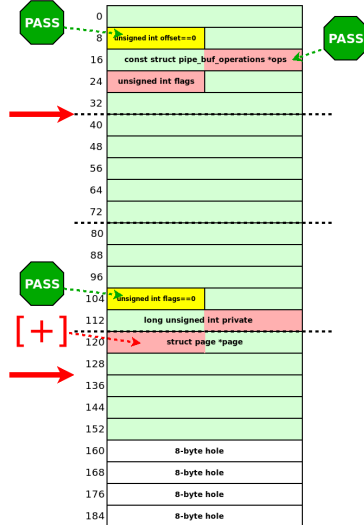 PASS
0
PASS
8 unsigned int offset==0
16 const struct pipe_buf_operations *ops
24 unsigned int flags
32
40
48
56
64
72
80
88
96
PASS
104 unsigned int flags==0
112 long unsigned int private
[+]
120 struct page *page
128
136
144
152
160 8-byte hole
168 8-byte hole
176 8-byte hole
184 8-byte hole